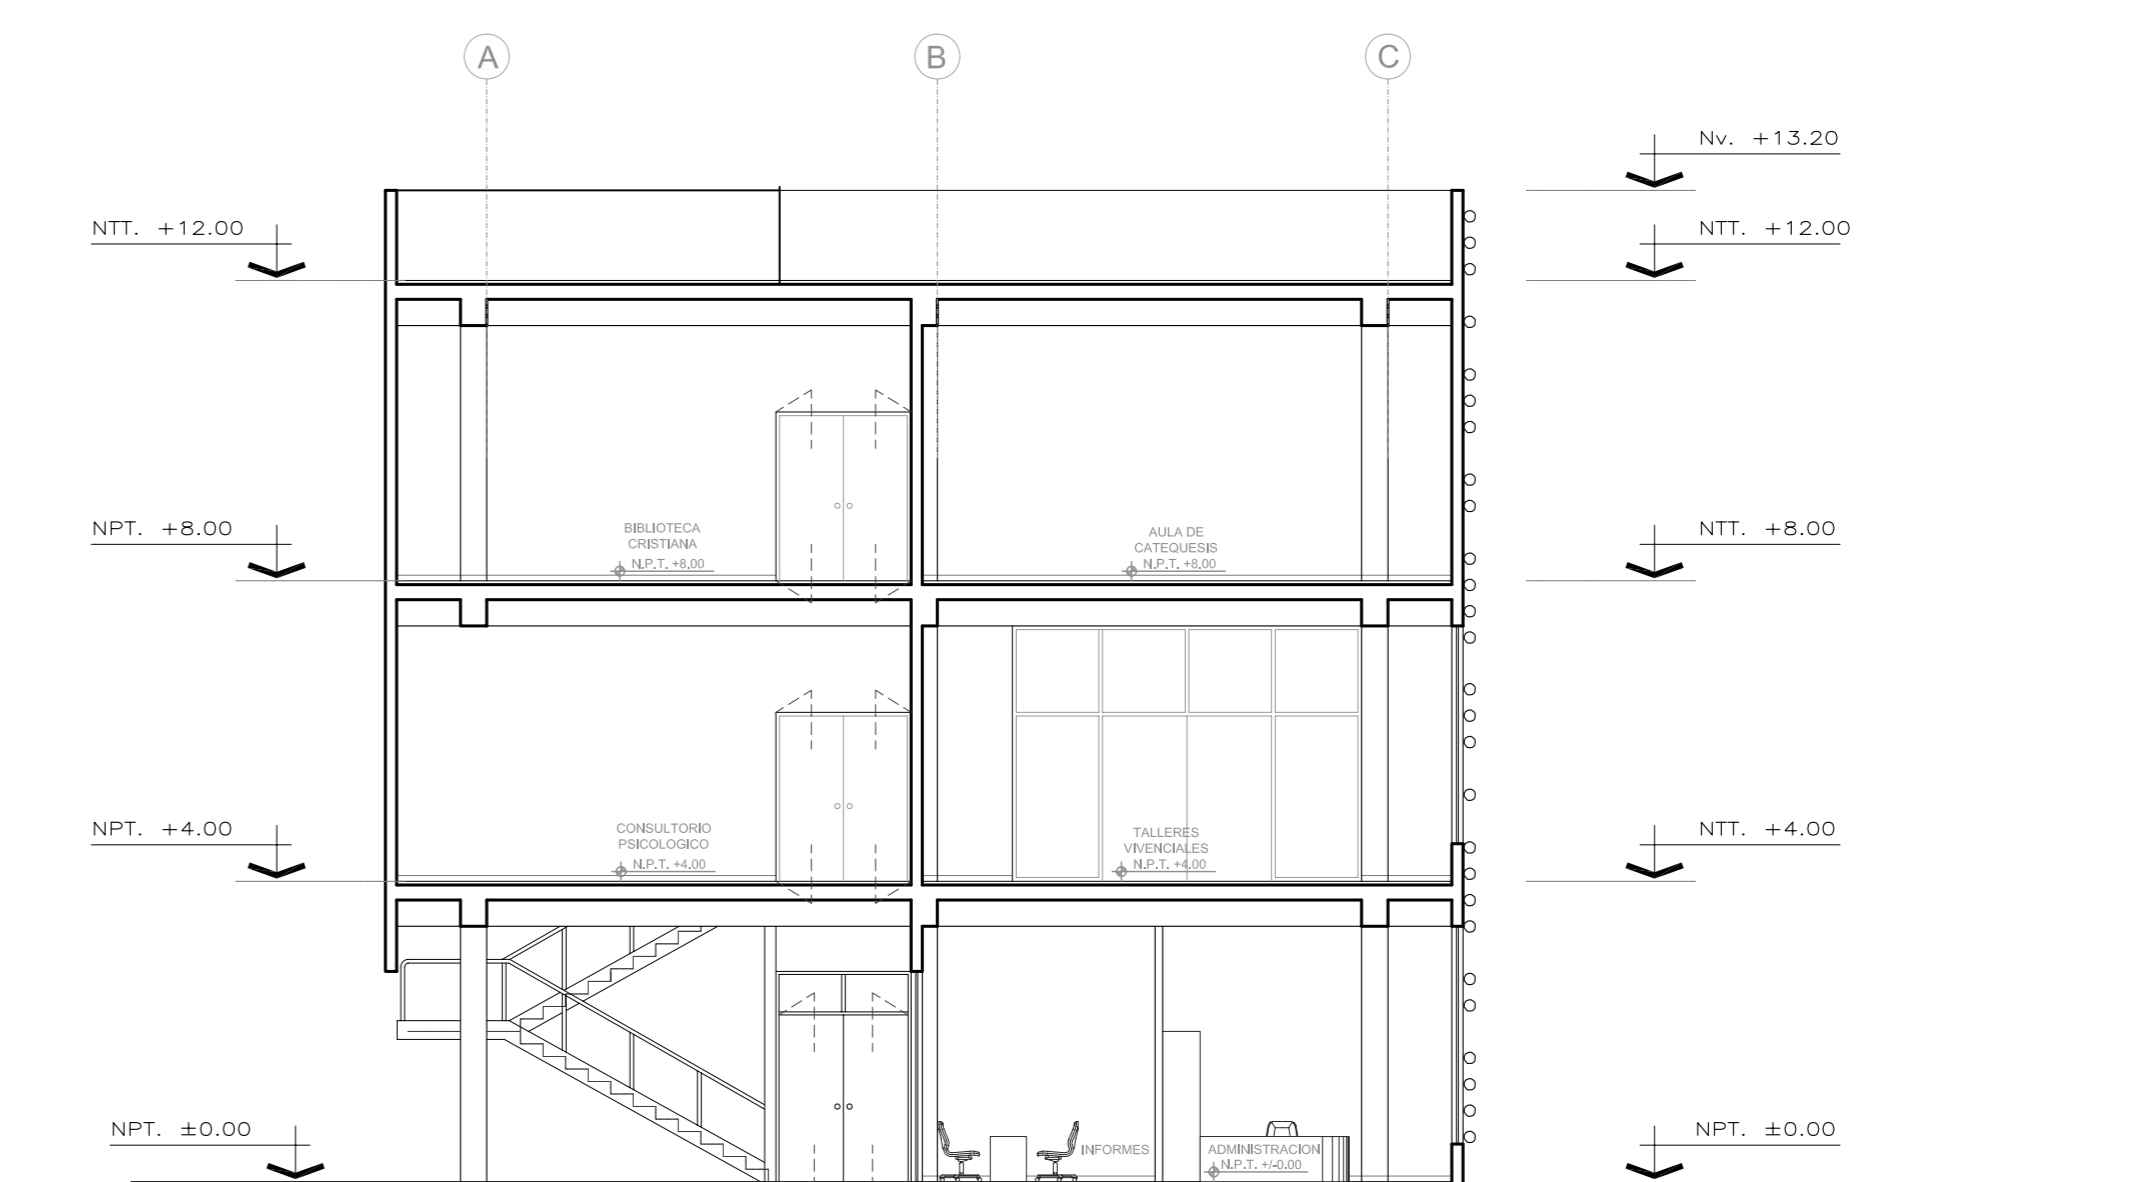 A
B
C
Nv. +13.20
NTT. +12.00
NTT. +12.00
NPT. +8.00
BIBLIOTECA
CRISTIANA
N.P.T. +8.00
AULA DE
CATEQUESIS
N.P.T. +8.00
NTT. +8.00
NPT. +4.00
CONSULTORIO
PSICOLOGICO
N.P.T. +4.00
TALLERES
VIVENCIALES
N.P.T. +4.00
NTT. +4.00
NPT. ±0.00
INFORMES
ADMINISTRACION
N.P.T. +/-0.00
NPT. ±0.00